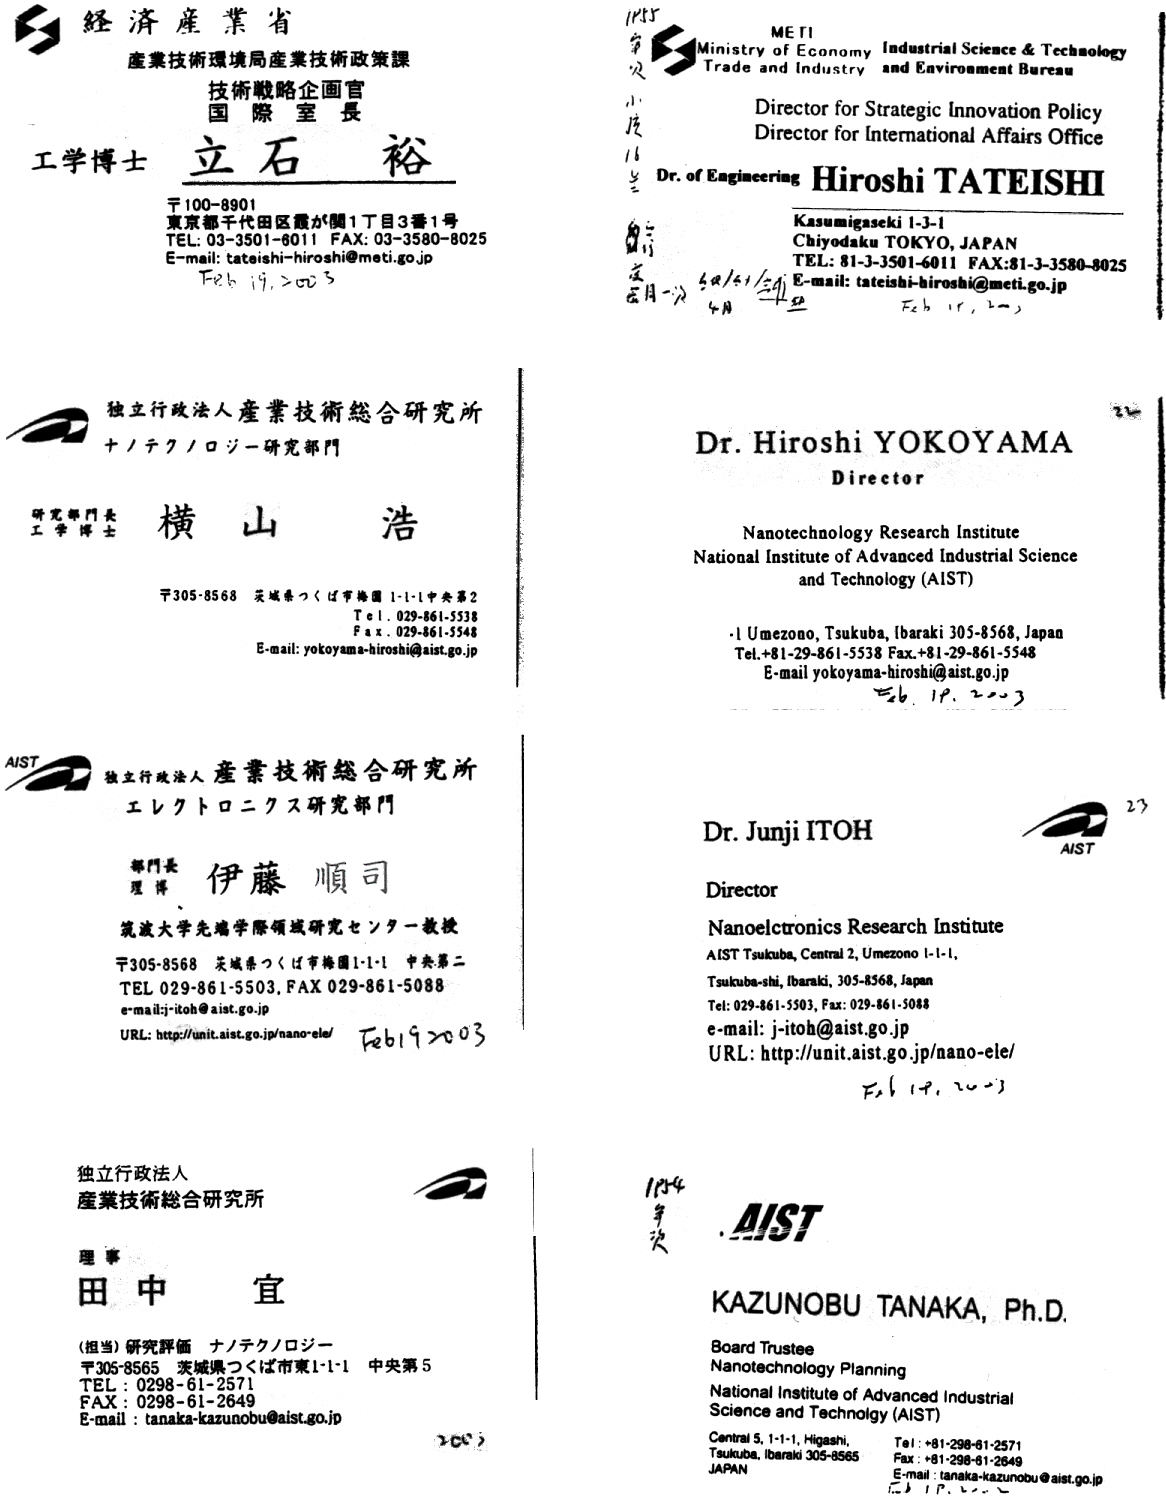 経済産業省
産業技術環境局産業技術政策課
技術戦略企画官
国際室長
工学博士 立石 裕
〒100-8901
東京都千代田区霞が関1丁目3番1号
TEL: 03-3501-6011 FAX: 03-3580-8025
E-mail: tateishi-hiroshi@meti.go.jp
Feb 19, 2003
METI
Ministry of Economy Trade and Industry
Industrial Science & Technology and Environment Bureau
Director for Strategic Innovation Policy
Director for International Affairs Office
Dr. of Engineering Hiroshi TATEISHI
Kasumigaseki 1-3-1
Chiyodaku TOKYO, JAPAN
TEL: 81-3-3501-6011 FAX:81-3-3580-8025
E-mail: tateishi-hiroshi@meti.go.jp
独立行政法人 産業技術総合研究所
ナノテクノロジー研究部門
研究部門長
工学博士
横山 浩
〒305-8568 茨城県つくば市梅園 1-1-1中央第2
Tel. 029-861-5538
Fax. 029-861-5548
E-mail: yokoyama-hiroshi@aist.go.jp
22
Dr. Hiroshi YOKOYAMA
Director
Nanotechnology Research Institute
National Institute of Advanced Industrial Science
and Technology (AIST)
-1 Umezono, Tsukuba, Ibaraki 305-8568, Japan
Tel.+81-29-861-5538 Fax.+81-29-861-5548
E-mail yokoyama-hiroshi@aist.go.jp
Feb. 19. 2003
AIST
独立行政法人 産業技術総合研究所
エレクトロニクス研究部門
部門長
理博
伊藤 順司
筑波大学先端学際領域研究センター教授
〒305-8568 茨城県つくば市梅園1-1-1 中央第二
TEL 029-861-5503, FAX 029-861-5088
e-mail:j-itoh@aist.go.jp
URL: http://unit.aist.go.jp/nano-ele/
Feb 19 2003
23
Dr. Junji ITOH
AIST
Director
Nanoelctronics Research Institute
AIST Tsukuba, Central 2, Umezono 1-1-1,
Tsukuba-shi, Ibaraki, 305-8568, Japan
Tel: 029-861-5503, Fax: 029-861-5088
e-mail: j-itoh@aist.go.jp
URL: http://unit.aist.go.jp/nano-ele/
Feb 19, 2003
独立行政法人
産業技術総合研究所
理事
田中 宜
(担当) 研究評価 ナノテクノロジー
〒305-8565 茨城県つくば市東1-1-1 中央第5
TEL : 0298-61-2571
FAX : 0298-61-2649
E-mail : tanaka-kazunobu@aist.go.jp
2003
AIST
KAZUNOBU TANAKA, Ph.D.
Board Trustee
Nanotechnology Planning
National Institute of Advanced Industrial
Science and Technolgy (AIST)
Central 5, 1-1-1, Higashi,
Tsukuba, Ibaraki 305-8565
JAPAN
Tel : +81-298-61-2571
Fax : +81-298-61-2649
E-mail : tanaka-kazunobu@aist.go.jp